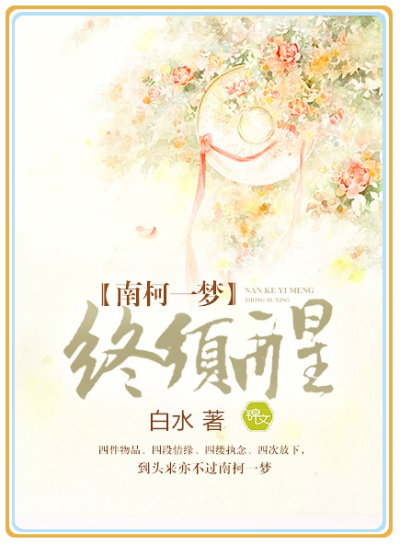 【南柯一梦】
NAN KE YI MENG
ZHONG XU XING
终须醒
白水 著
锦文
四件物品、四段情缘、四缕执念、四次放下,
到头来亦不过南柯一梦